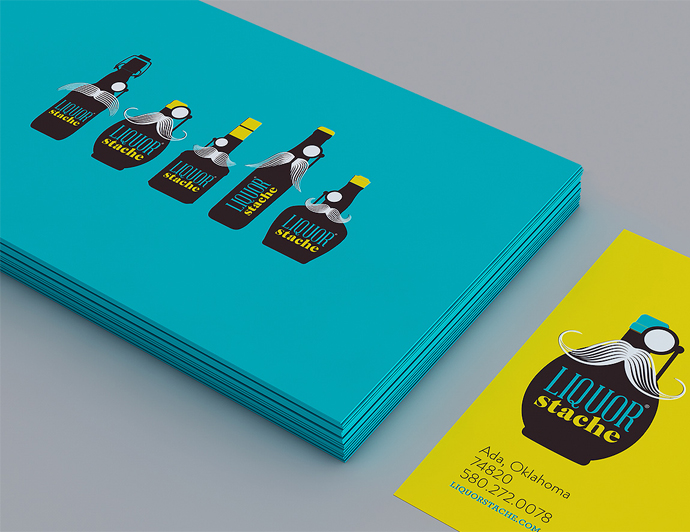 LIQUOR
stache
LIQUOR
stache
LIQUOR
stache
LIQUOR
stache
LIQUOR
stache
LIQUOR®
stache
Ada, Oklahoma
74820
580.272.0078
LIQUORSTACHE.COM